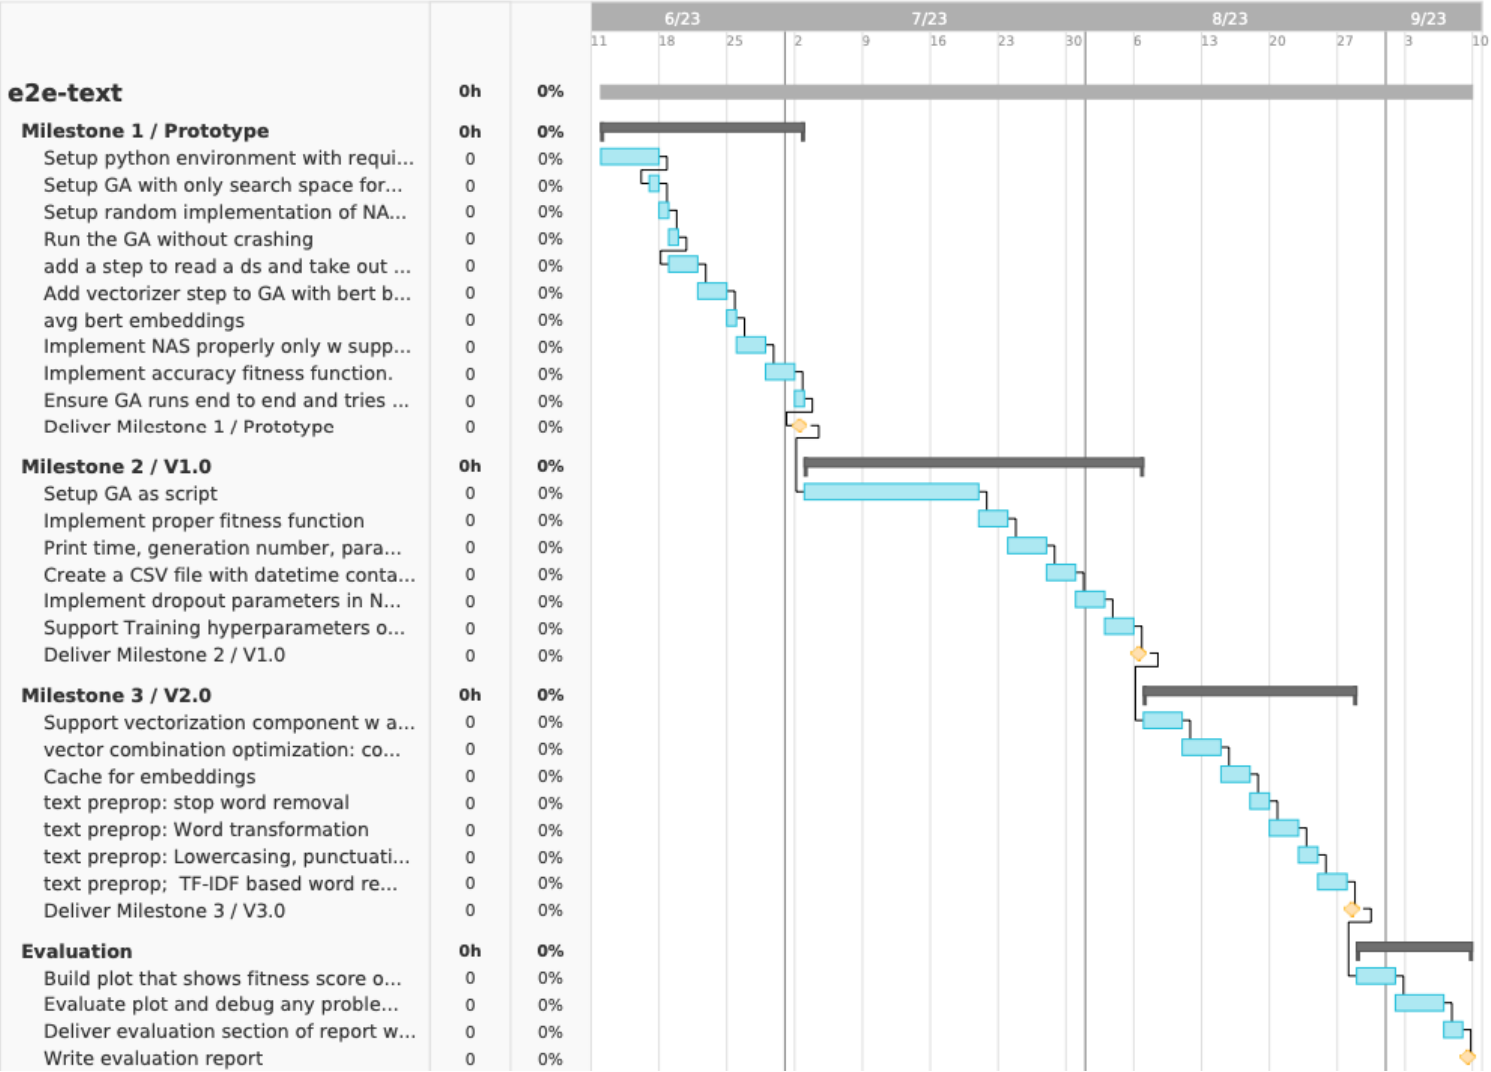 6/23 7/23 8/23 9/23
11 18 25 2 9 16 23 30 6 13 20 27 3 10
e2e-text 0h 0%
Milestone 1 / Prototype 0h 0%
Setup python environment with requi... 0 0%
Setup GA with only search space for... 0 0%
Setup random implementation of NA... 0 0%
Run the GA without crashing 0 0%
add a step to read a ds and take out ... 0 0%
Add vectorizer step to GA with bert b... 0 0%
avg bert embeddings 0 0%
Implement NAS properly only w supp... 0 0%
Implement accuracy fitness function. 0 0%
Ensure GA runs end to end and tries ... 0 0%
Deliver Milestone 1 / Prototype 0 0%
Milestone 2 / V1.0 0h 0%
Setup GA as script 0 0%
Implement proper fitness function 0 0%
Print time, generation number, para... 0 0%
Create a CSV file with datetime conta... 0 0%
Implement dropout parameters in N... 0 0%
Support Training hyperparameters o... 0 0%
Deliver Milestone 2 / V1.0 0 0%
Milestone 3 / V2.0 0h 0%
Support vectorization component w a... 0 0%
vector combination optimization: co... 0 0%
Cache for embeddings 0 0%
text preprop: stop word removal 0 0%
text preprop: Word transformation 0 0%
text preprop: Lowercasing, punctuati... 0 0%
text preprop; TF-IDF based word re... 0 0%
Deliver Milestone 3 / V3.0 0 0%
Evaluation 0h 0%
Build plot that shows fitness score o... 0 0%
Evaluate plot and debug any proble... 0 0%
Deliver evaluation section of report w... 0 0%
Write evaluation report 0 0%